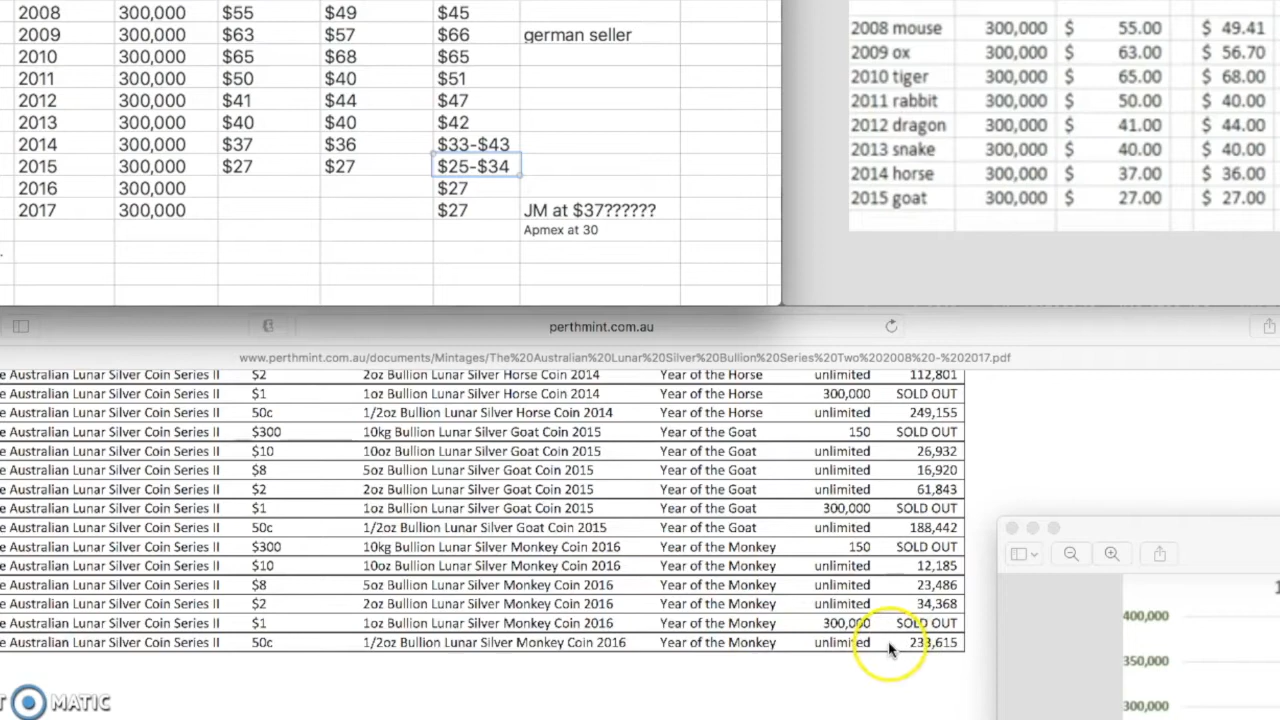 2008 300,000 $55 $49 $45
2009 300,000 $63 $57 $66 german seller
2010 300,000 $65 $68 $65
2011 300,000 $50 $40 $51
2012 300,000 $41 $44 $47
2013 300,000 $40 $40 $42
2014 300,000 $37 $36 $33-$43
2015 300,000 $27 $27 $25-$34
2016 300,000 $27
2017 300,000 $27 JM at $37??????
Apmex at 30
2008 mouse 300,000 $ 55.00 $ 49.41
2009 ox 300,000 $ 63.00 $ 56.70
2010 tiger 300,000 $ 65.00 $ 68.00
2011 rabbit 300,000 $ 50.00 $ 40.00
2012 dragon 300,000 $ 41.00 $ 44.00
2013 snake 300,000 $ 40.00 $ 40.00
2014 horse 300,000 $ 37.00 $ 36.00
2015 goat 300,000 $ 27.00 $ 27.00
perthmint.com.au
www.perthmint.com.au/documents/Mintages/The%20Australian%20Lunar%20Silver%20Bullion%20Series%20Two%202008%20-%202017.pdf
e Australian Lunar Silver Coin Series II $2 2oz Bullion Lunar Silver Horse Coin 2014 Year of the Horse unlimited 112,801
e Australian Lunar Silver Coin Series II $1 1oz Bullion Lunar Silver Horse Coin 2014 Year of the Horse 300,000 SOLD OUT
e Australian Lunar Silver Coin Series II 50c 1/2oz Bullion Lunar Silver Horse Coin 2014 Year of the Horse unlimited 249,155
e Australian Lunar Silver Coin Series II $300 10kg Bullion Lunar Silver Goat Coin 2015 Year of the Goat 150 SOLD OUT
e Australian Lunar Silver Coin Series II $10 10oz Bullion Lunar Silver Goat Coin 2015 Year of the Goat unlimited 26,932
e Australian Lunar Silver Coin Series II $8 5oz Bullion Lunar Silver Goat Coin 2015 Year of the Goat unlimited 16,920
e Australian Lunar Silver Coin Series II $2 2oz Bullion Lunar Silver Goat Coin 2015 Year of the Goat unlimited 61,843
e Australian Lunar Silver Coin Series II $1 1oz Bullion Lunar Silver Goat Coin 2015 Year of the Goat 300,000 SOLD OUT
e Australian Lunar Silver Coin Series II 50c 1/2oz Bullion Lunar Silver Goat Coin 2015 Year of the Goat unlimited 188,442
e Australian Lunar Silver Coin Series II $300 10kg Bullion Lunar Silver Monkey Coin 2016 Year of the Monkey 150 SOLD OUT
e Australian Lunar Silver Coin Series II $10 10oz Bullion Lunar Silver Monkey Coin 2016 Year of the Monkey unlimited 12,185
e Australian Lunar Silver Coin Series II $8 5oz Bullion Lunar Silver Monkey Coin 2016 Year of the Monkey unlimited 23,486
e Australian Lunar Silver Coin Series II $2 2oz Bullion Lunar Silver Monkey Coin 2016 Year of the Monkey unlimited 34,368
e Australian Lunar Silver Coin Series II $1 1oz Bullion Lunar Silver Monkey Coin 2016 Year of the Monkey 300,000 SOLD OUT
e Australian Lunar Silver Coin Series II 50c 1/2oz Bullion Lunar Silver Monkey Coin 2016 Year of the Monkey unlimited 233,615
400,000
350,000
300,000
MATIC